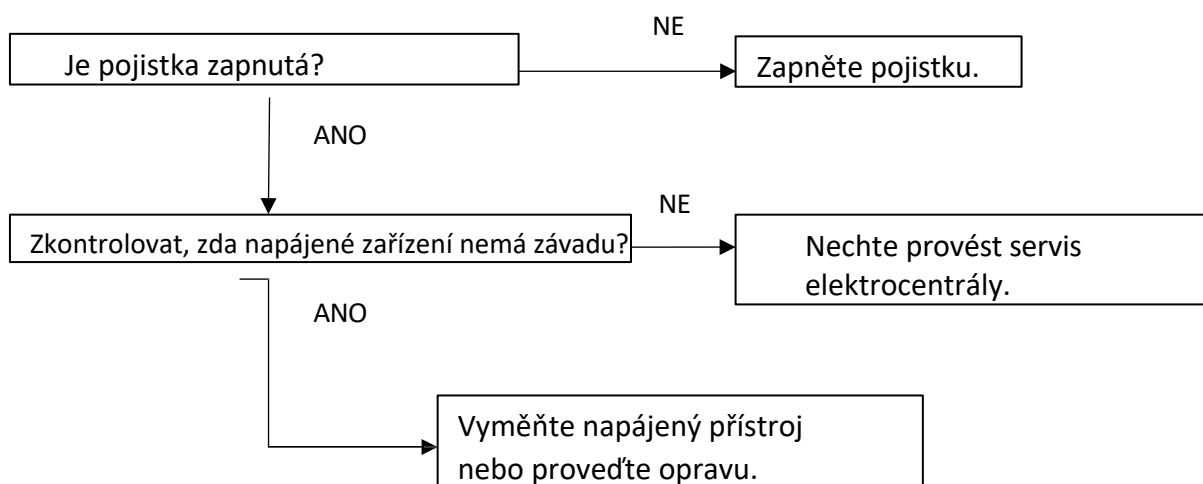 NE
Je pojistka zapnutá?
Zapněte pojistku.
ANO
NE
Zkontrolovat, zda napájené zařízení nemá závadu?
Nechte provést servis
elektrocentrály.
ANO
Vyměňte napájený přístroj
nebo proveďte opravu.